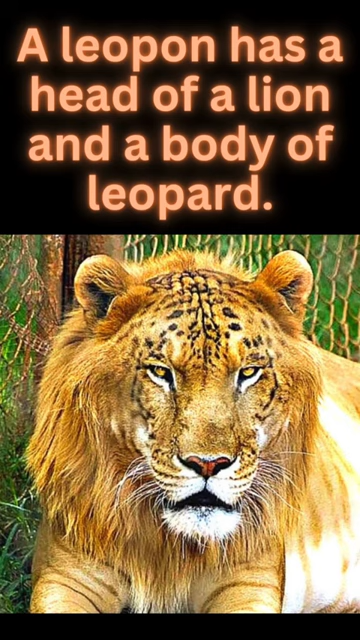 A leopon has a
head of a lion
and a body of
leopard.